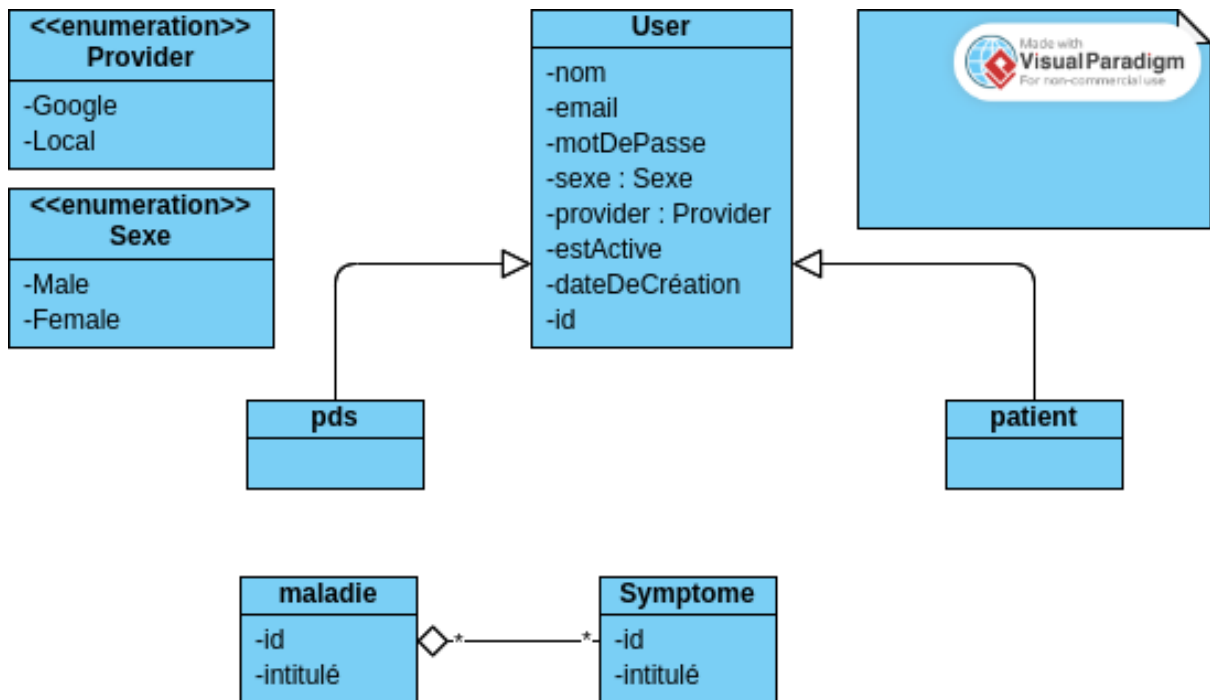 <<enumeration>>
Provider
-Google
-Local
<<enumeration>>
Sexe
-Male
-Female
User
-nom
-email
-motDePasse
-sexe : Sexe
-provider : Provider
-estActive
-dateDeCréation
-id
Made with
Visual Paradigm
For non-commercial use
pds
patient
maladie
-id
-intitulé
*
*
Symptome
-id
-intitulé